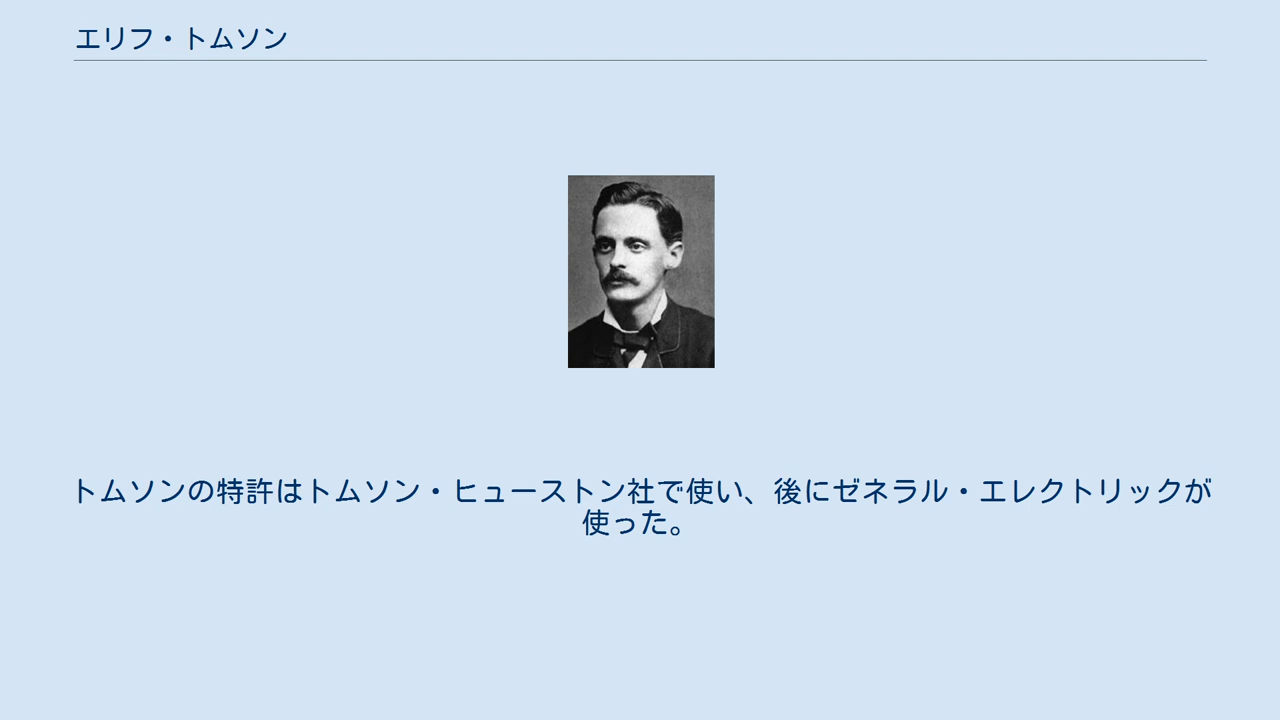 エリフ・トムソン
トムソンの特許はトムソン・ヒューストン社で使い、後にゼネラル・エレクトリックが
使った。